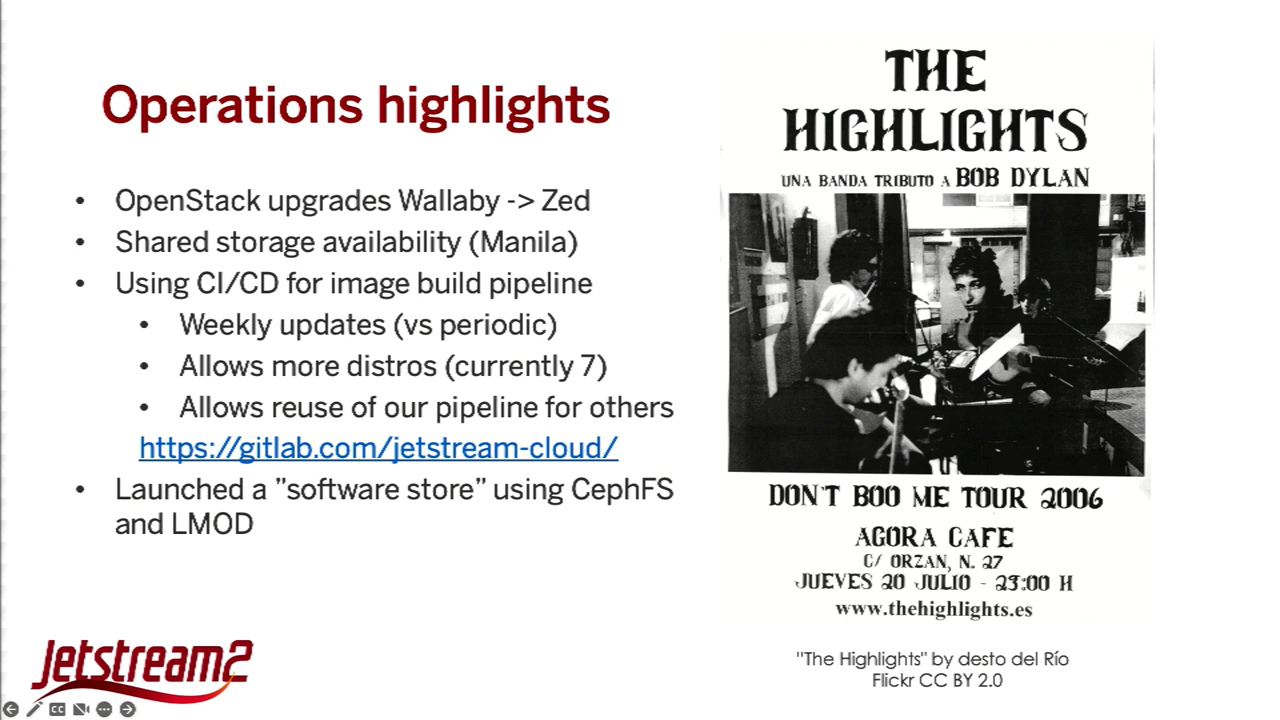 Operations highlights
• OpenStack upgrades Wallaby -> Zed
• Shared storage availability (Manila)
• Using CI/CD for image build pipeline
• Weekly updates (vs periodic)
• Allows more distros (currently 7)
• Allows reuse of our pipeline for others
https://gitlab.com/jetstream-cloud/
• Launched a ”software store” using CephFS
and LMOD
Jetstream2
CC
THE
HIGHLIGHTS
UNA BANDA TRIBUTO A BOB DYLAN
DON'T BOO ME TOUR 2006
AGORA CAFE
C/ ORZAN, N. 27
JUEVES 20 JULIO - 23:00 H
www.thehighlights.es
"The Highlights" by desto del Río
Flickr CC BY 2.0